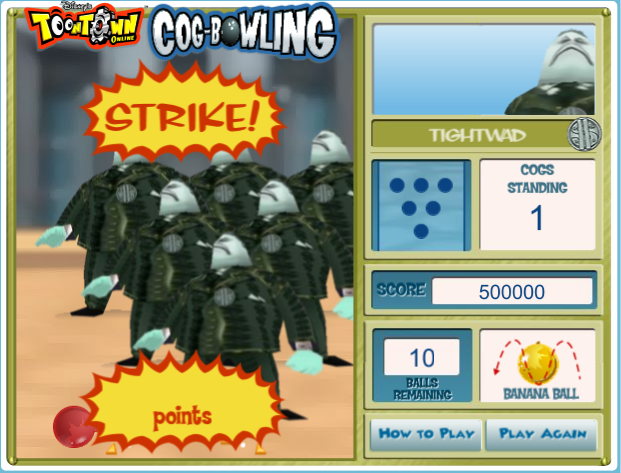 Disney's
TOONTOWN
ONLINE
COG-BOWLING
STRIKE!
points
TIGHTWAD
COGS
STANDING
1
SCORE 500000
10
BALLS
REMAINING
BANANA BALL
HOW TO PLAY
PLAY AGAIN